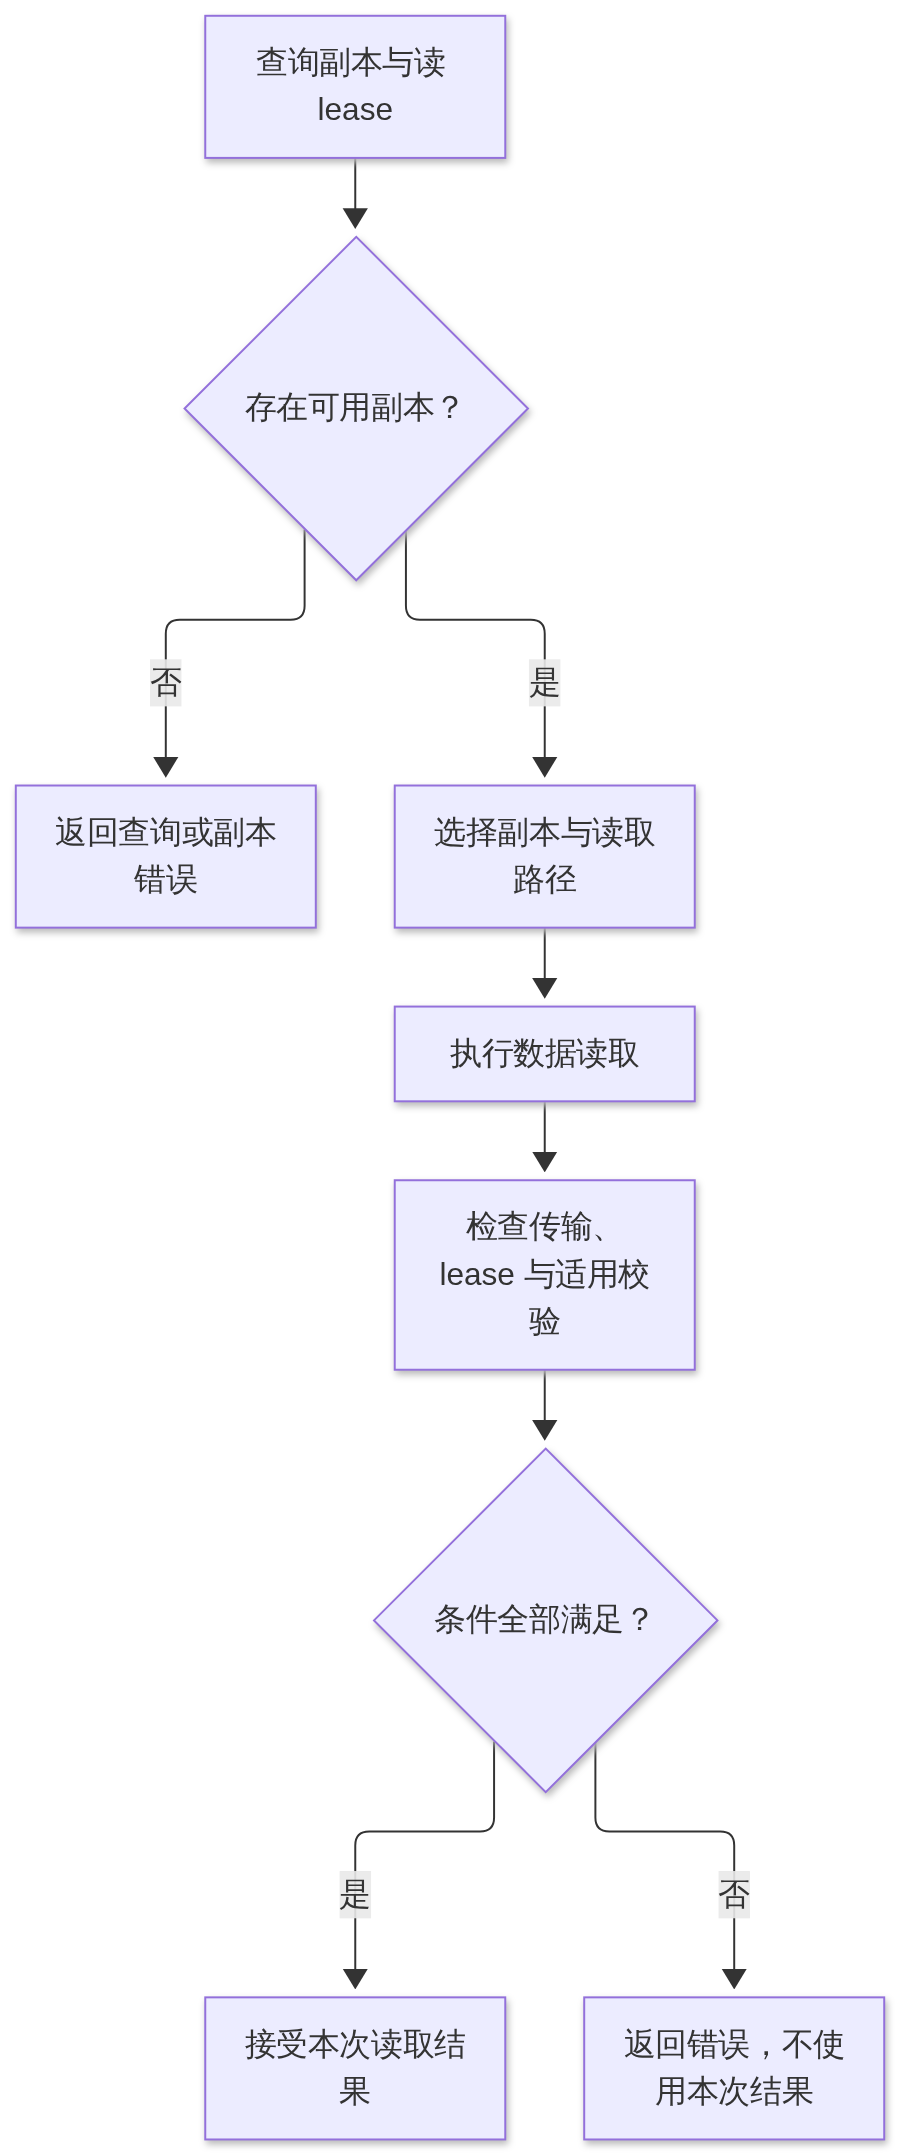 查询副本与读
lease
存在可用副本？
否
是
返回查询或副本
错误
选择副本与读取
路径
执行数据读取
检查传输、
lease 与适用校
验
条件全部满足？
是
否
接受本次读取结
果
返回错误，不使
用本次结果